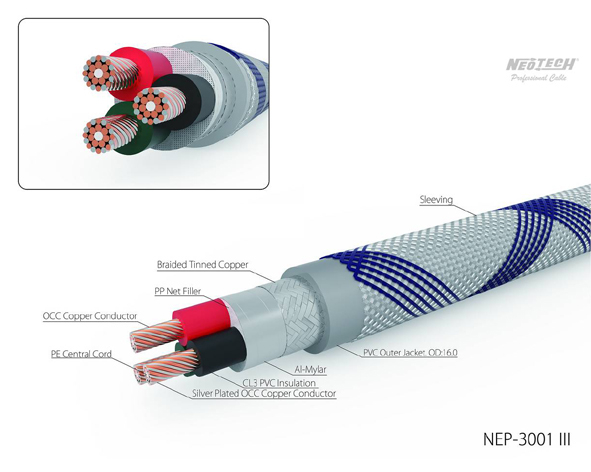 NEOTECH®
Professional Cable
Sleeving
Braided Tinned Copper
PP Net Filler
OCC Copper Conductor
PVC Outer Jacket OD:16.0
PE Central Cord
Al-Mylar
CL3 PVC Insulation
Silver Plated OCC Copper Conductor
NEP-3001 III